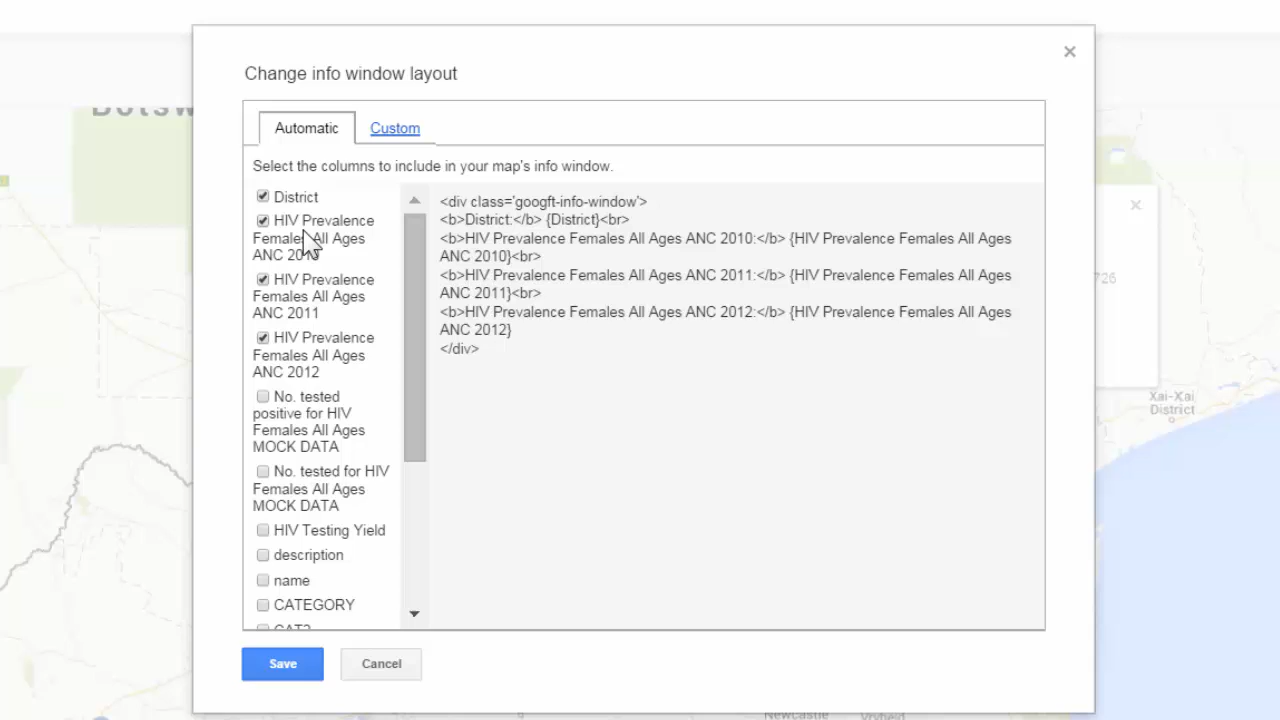 Botsw
Change info window layout
Automatic
Custom
Select the columns to include in your map's info window.
District
HIV Prevalence
Females All Ages
ANC 2010
HIV Prevalence
Females All Ages
ANC 2011
HIV Prevalence
Females All Ages
ANC 2012
No. tested
positive for HIV
Females All Ages
MOCK DATA
No. tested for HIV
Females All Ages
MOCK DATA
HIV Testing Yield
description
name
CATEGORY
CAT2
<div class='googft-info-window'>
<b>District:</b> {District}<br>
<b>HIV Prevalence Females All Ages ANC 2010:</b> {HIV Prevalence Females All Ages
ANC 2010}<br>
<b>HIV Prevalence Females All Ages ANC 2011:</b> {HIV Prevalence Females All Ages
ANC 2011}<br>
<b>HIV Prevalence Females All Ages ANC 2012:</b> {HIV Prevalence Females All Ages
ANC 2012}
</div>
726
Xai-Xai
District
Save
Cancel
Newcastle
Vryheid